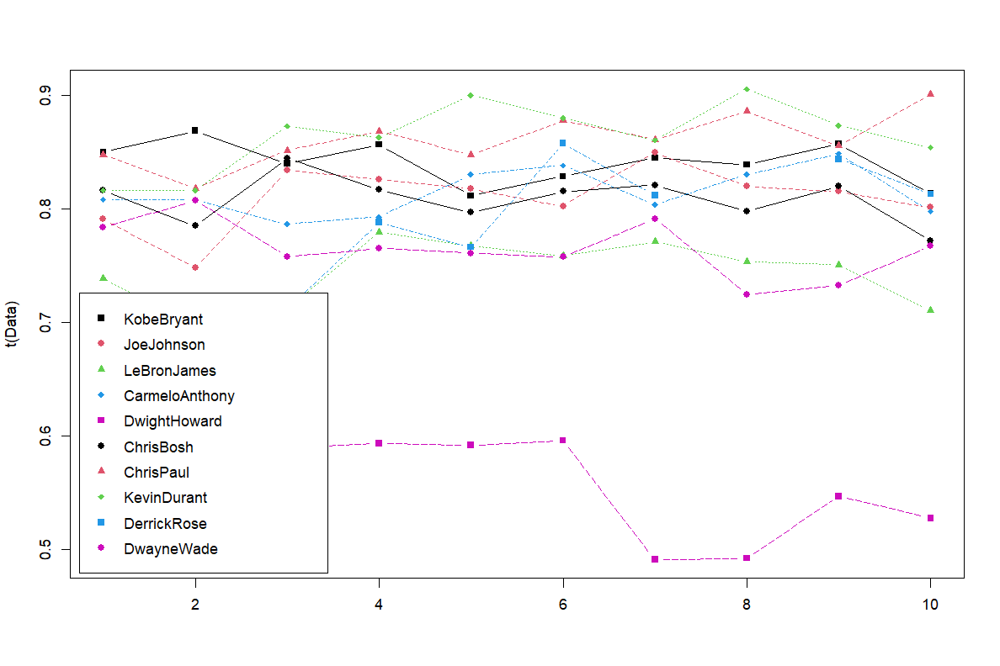 0.9
0.8
0.7
0.6
0.5
t(Data)
KobeBryant
JoeJohnson
LeBronJames
CarmeloAnthony
DwightHoward
ChrisBosh
ChrisPaul
KevinDurant
DerrickRose
DwayneWade
2
4
6
8
10